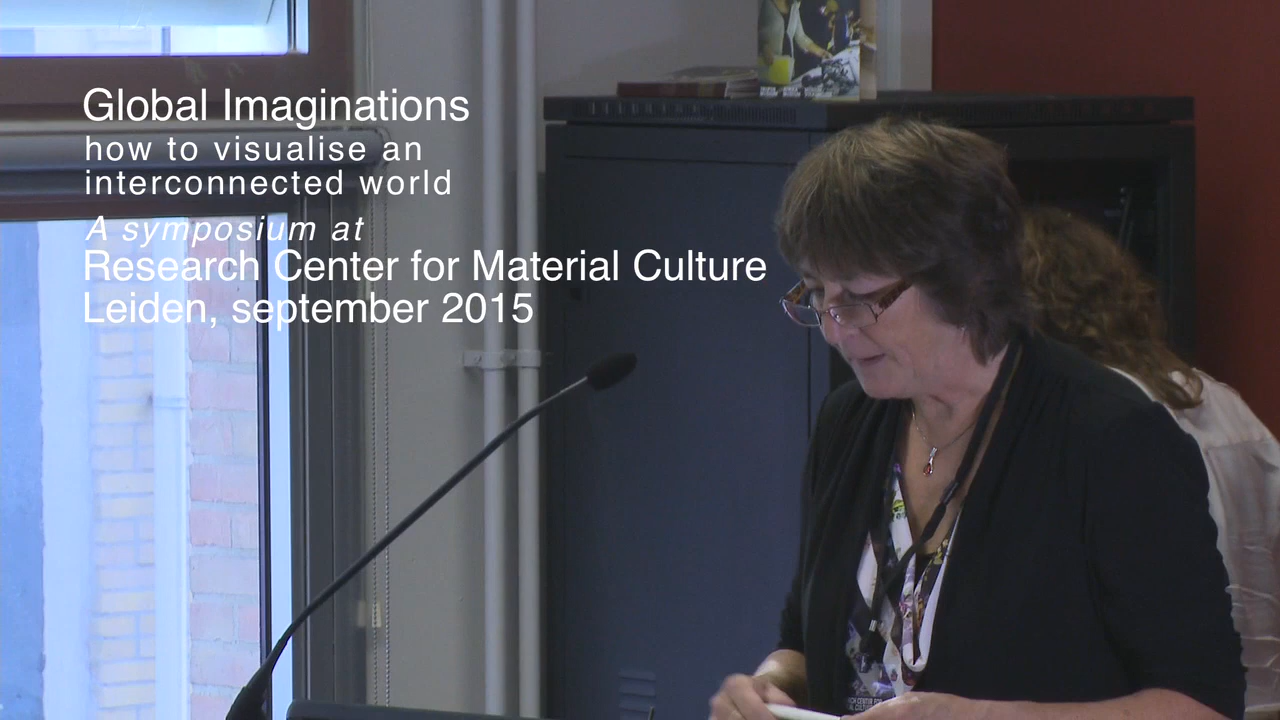 Global Imaginations
how to visualise an
interconnected world
A symposium at
Research Center for Material Culture
Leiden, september 2015